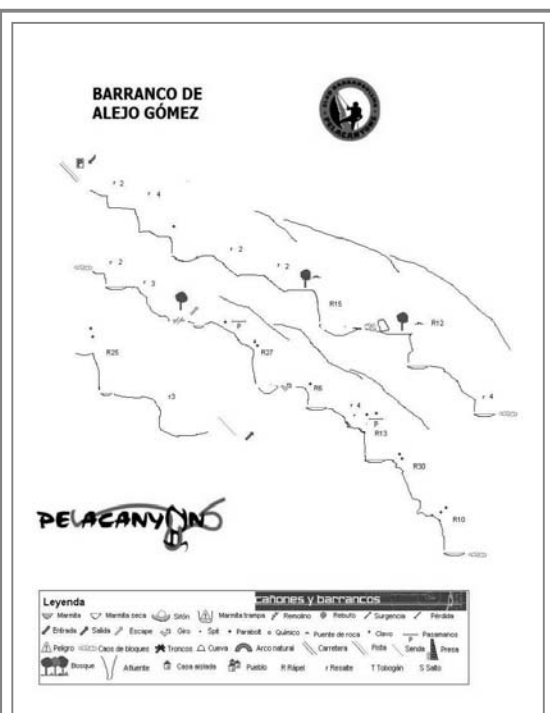 BARRANCO DE
ALEJO GÓMEZ
PELACANYONS
r 2
r 4
r 2
r 2
r 2
r 3
R15
R12
P
R25
R27
R6
r3
r 4
r 4
P
R13
R30
R10
PELACANYONS
cañones y barrancos
Leyenda
Marmita Marmita seca Sifón Marmita trampa Remolino Rebufo Surgencia Pérdida
Entrada Salida Escape Giro Spit Parabolt Químico Puente de roca Clavo P Pasamanos
Peligro Caos de bloques Troncos Cueva Arco natural Carretera Pista Senda Presa
Bosque Afluente Casa aislada Pueblo R Rápel r Resalte T Tobogán S Salto